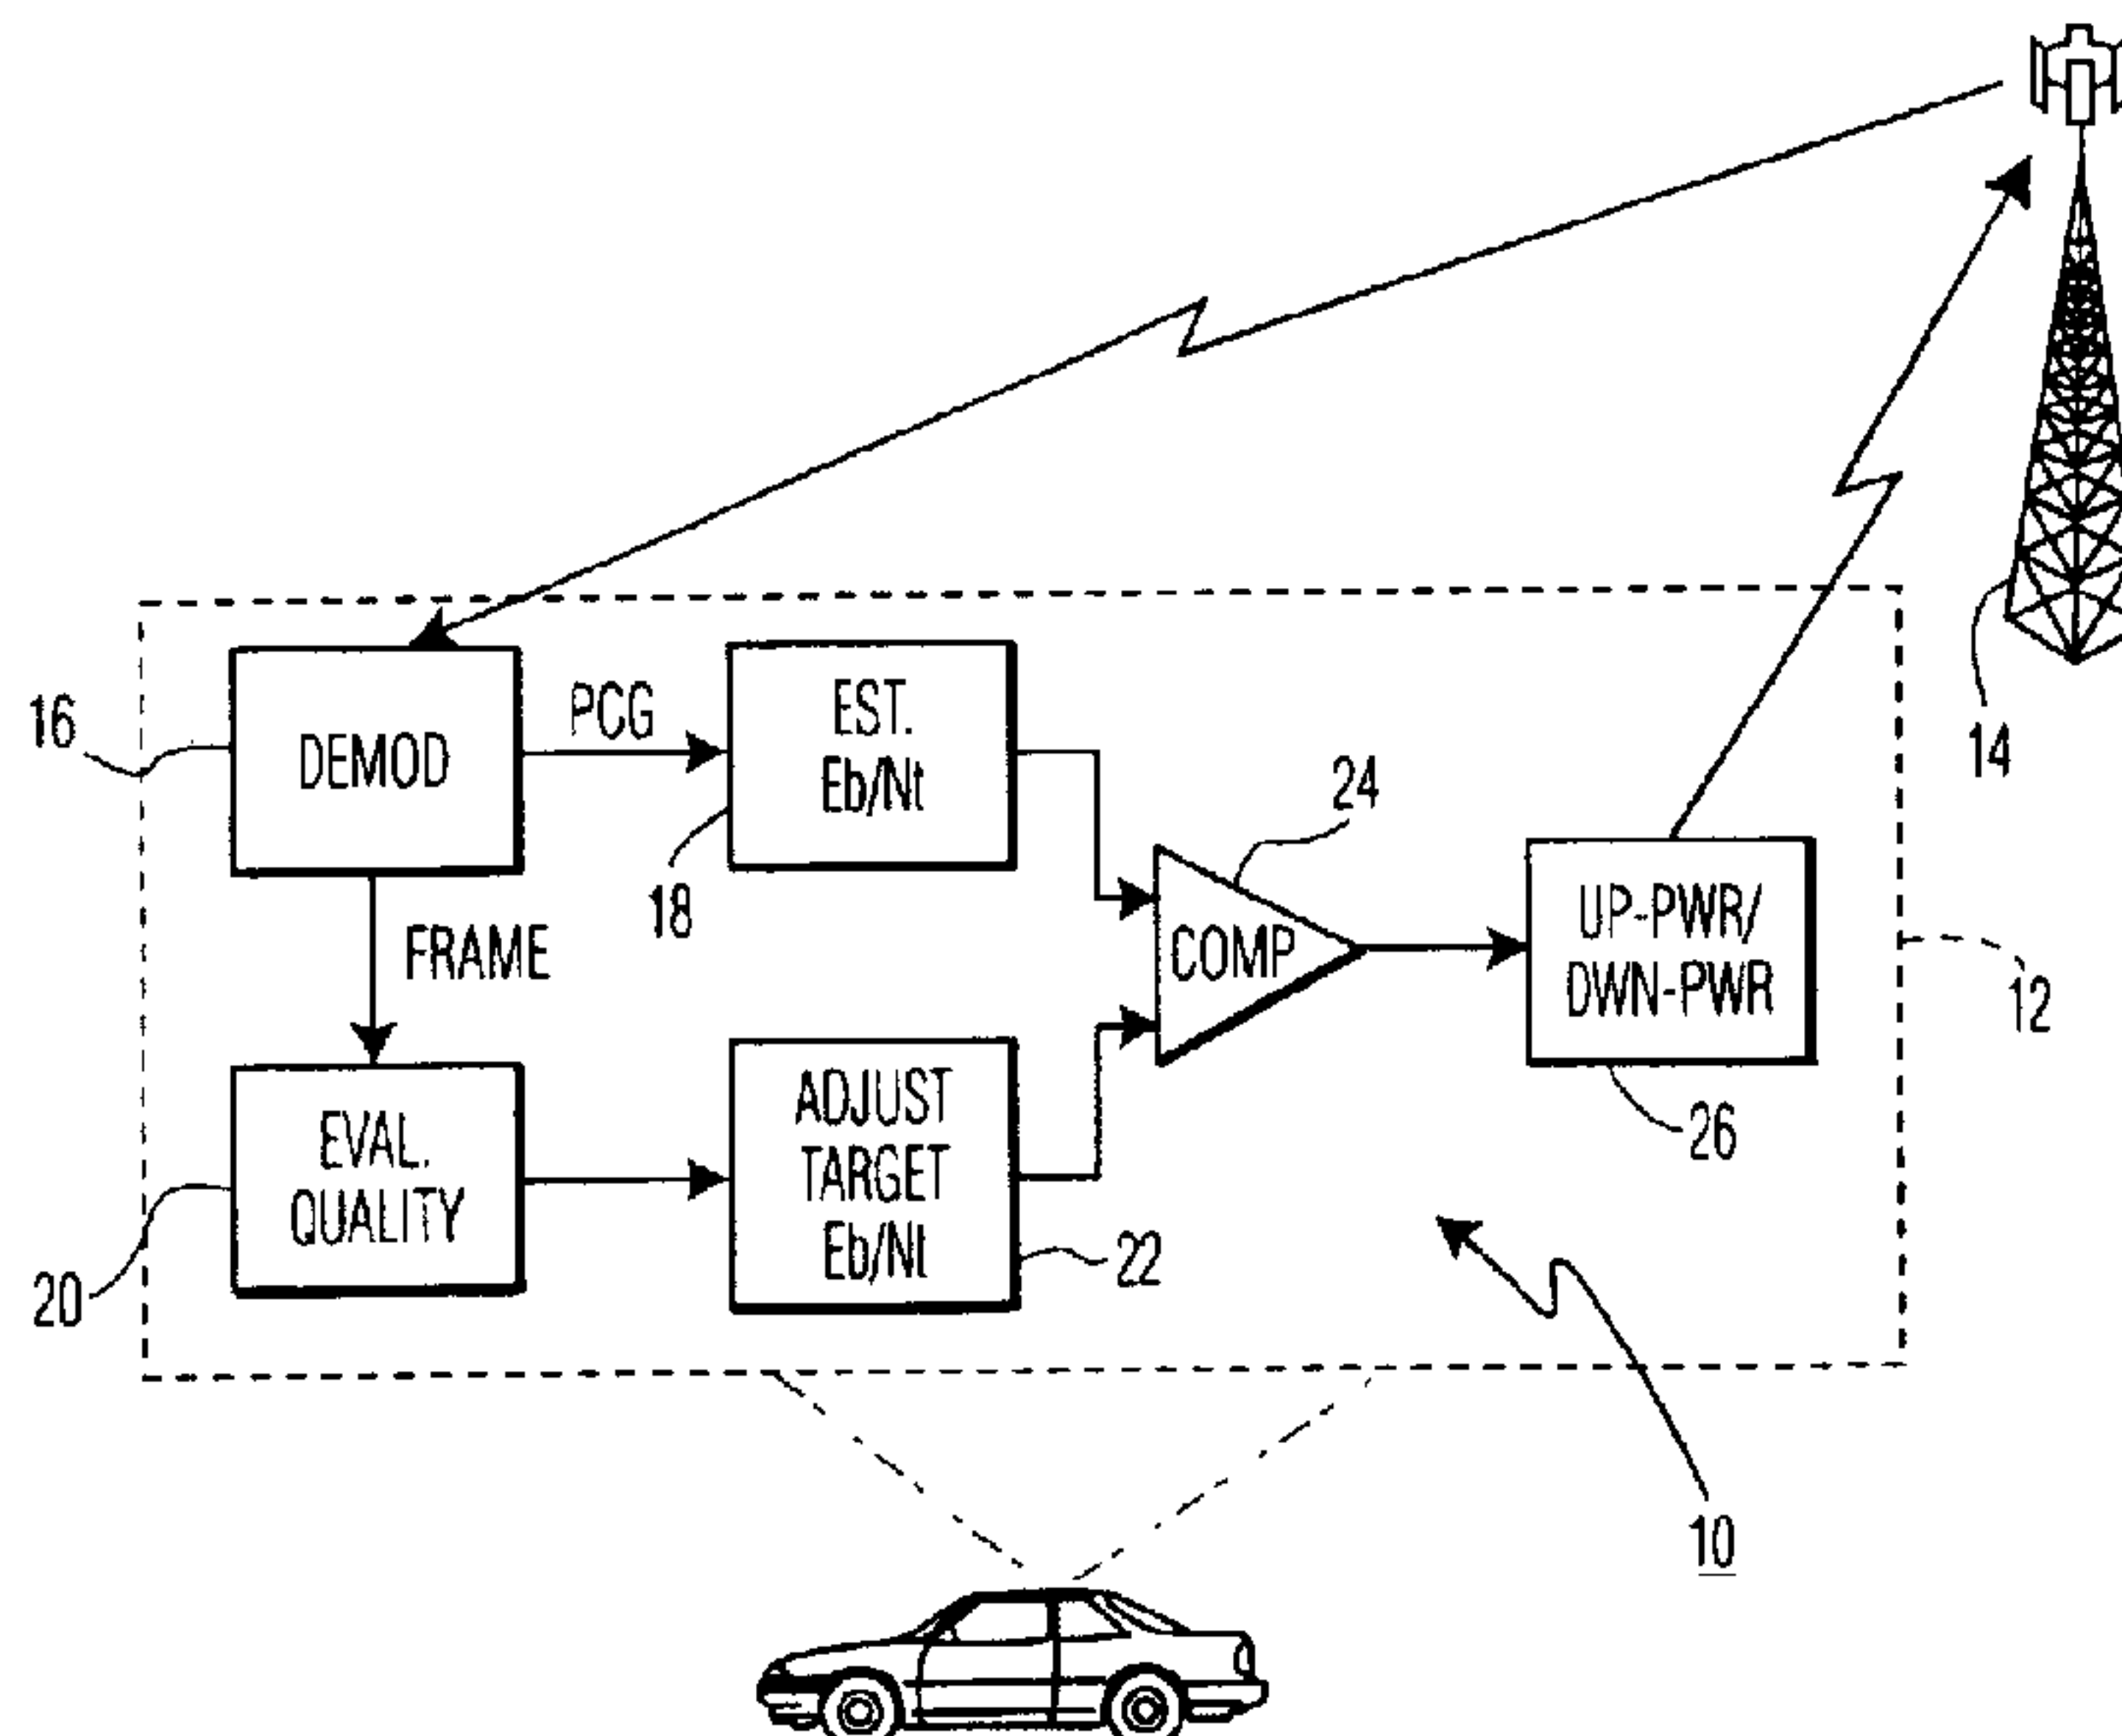 16
DEMOD
PCG
EST.
Eb/Nt
18
24
14
FRAME
COMP
UP-PWR/
DWN-PWR
12
26
EVAL.
QUALITY
20
ADJUST
TARGET
Eb/Nt
22
10